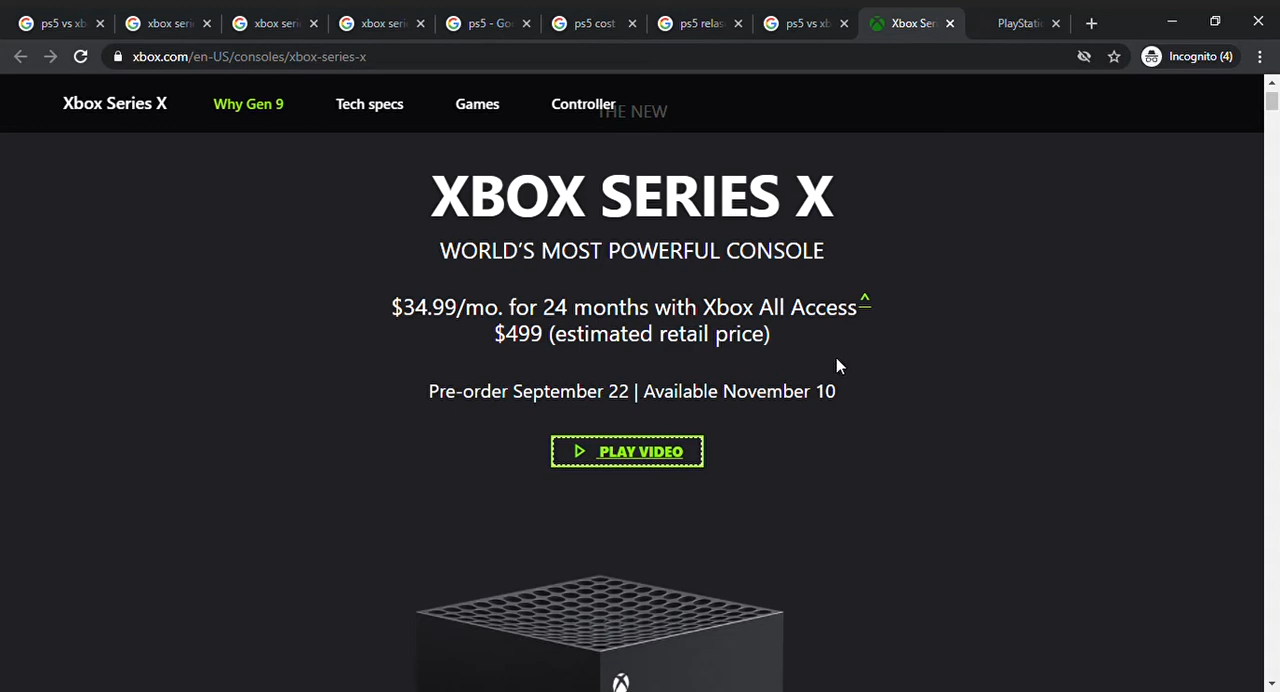 ps5 vs xb
xbox seri
xbox seri
xbox seri
ps5 - Go
ps5 cost
ps5 relas
ps5 vs xb
Xbox Ser
PlayStati
xbox.com/en-US/consoles/xbox-series-x
Incognito (4)
Xbox Series X
Why Gen 9
Tech specs
Games
Controller
THE NEW
XBOX SERIES X
WORLD'S MOST POWERFUL CONSOLE
$34.99/mo. for 24 months with Xbox All Access^
$499 (estimated retail price)
Pre-order September 22 | Available November 10
PLAY VIDEO